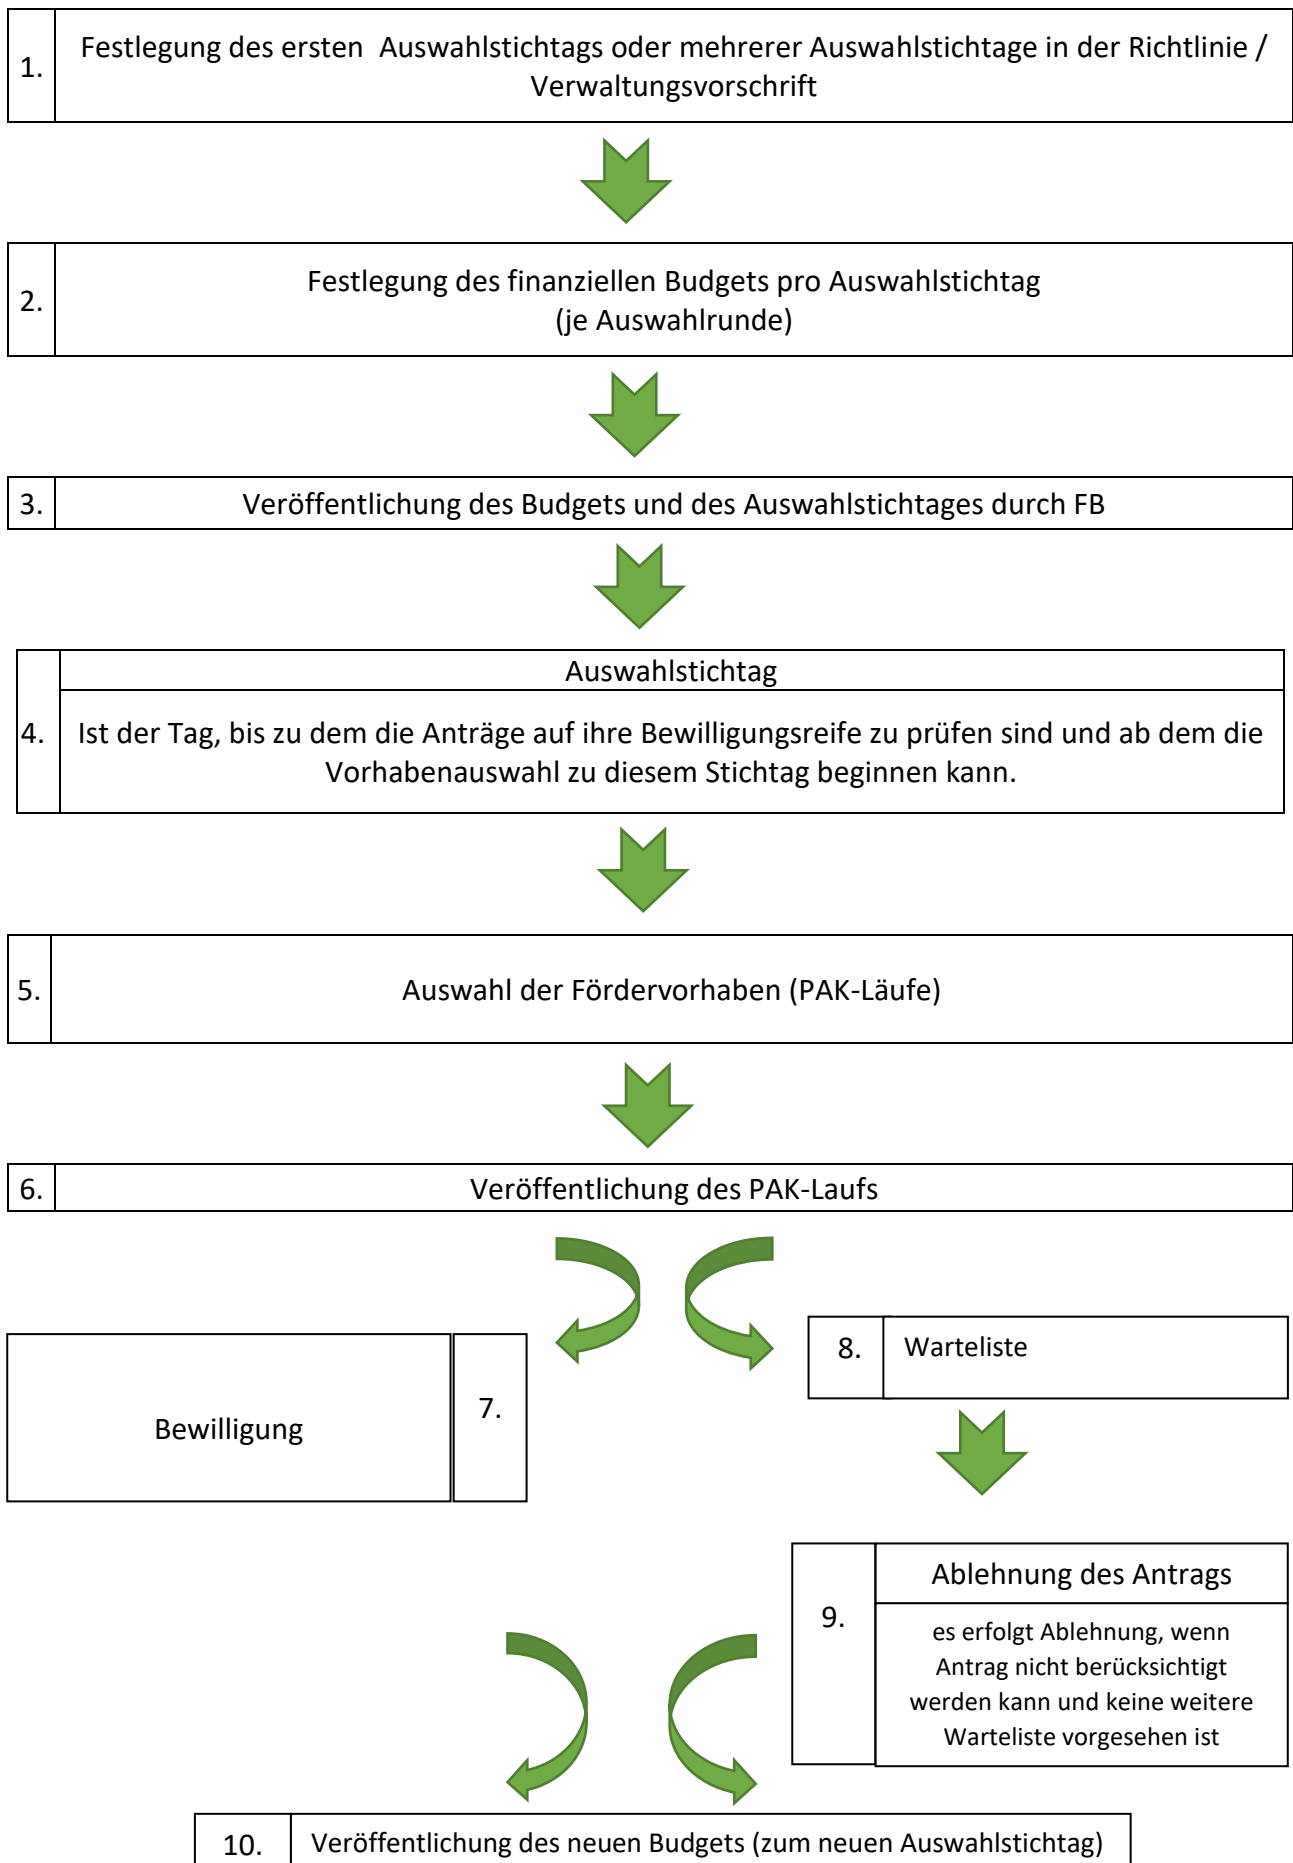 1.
Festlegung des ersten  Auswahlstichtags oder mehrerer Auswahlstichtage in der Richtlinie /
Verwaltungsvorschrift
2.
Festlegung des finanziellen Budgets pro Auswahlstichtag
(je Auswahlrunde)
3.
Veröffentlichung des Budgets und des Auswahlstichtages durch FB
4.
Auswahlstichtag
Ist der Tag, bis zu dem die Anträge auf ihre Bewilligungsreife zu prüfen sind und ab dem die
Vorhabenauswahl zu diesem Stichtag beginnen kann.
5.
Auswahl der Fördervorhaben (PAK-Läufe)
6.
Veröffentlichung des PAK-Laufs
Bewilligung
7.
8.
Warteliste
9.
Ablehnung des Antrags
es erfolgt Ablehnung, wenn
Antrag nicht berücksichtigt
werden kann und keine weitere
Warteliste vorgesehen ist
10.
Veröffentlichung des neuen Budgets (zum neuen Auswahlstichtag)